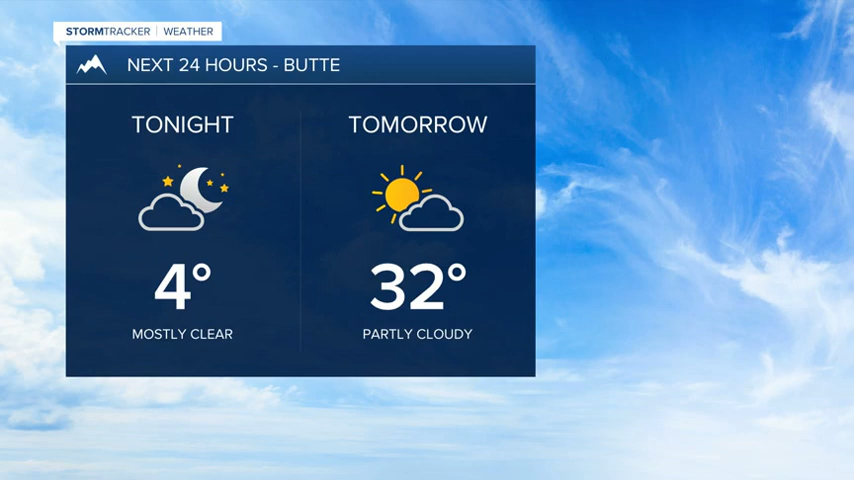 STORMTRACKER | WEATHER
NEXT 24 HOURS - BUTTE
TONIGHT
TOMORROW
4°
32°
MOSTLY CLEAR
PARTLY CLOUDY